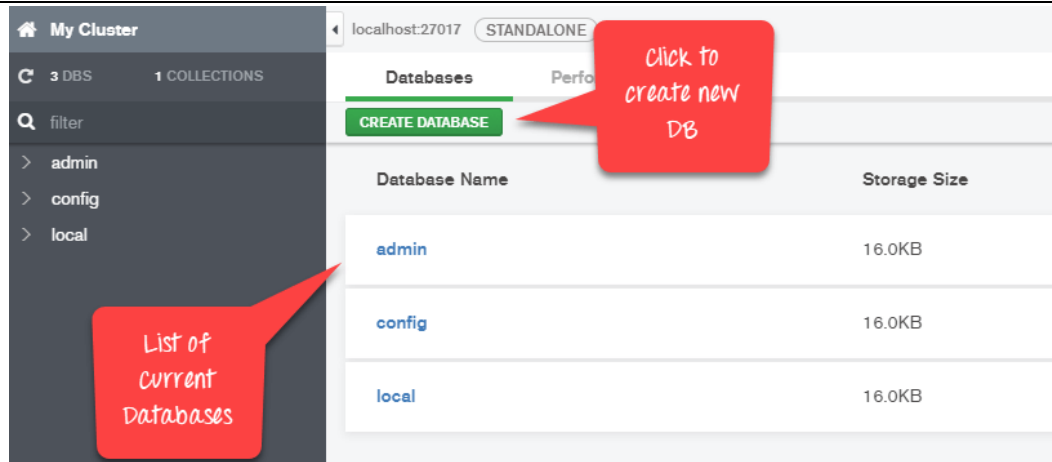 My Cluster
localhost:27017 STANDALONE
3 DBS 1 COLLECTIONS
Databases
CREATE DATABASE
filter
admin
config
local
Database Name Storage Size
admin 16.0KB
config 16.0KB
local 16.0KB
Click to
create new
DB
List of
current
Databases